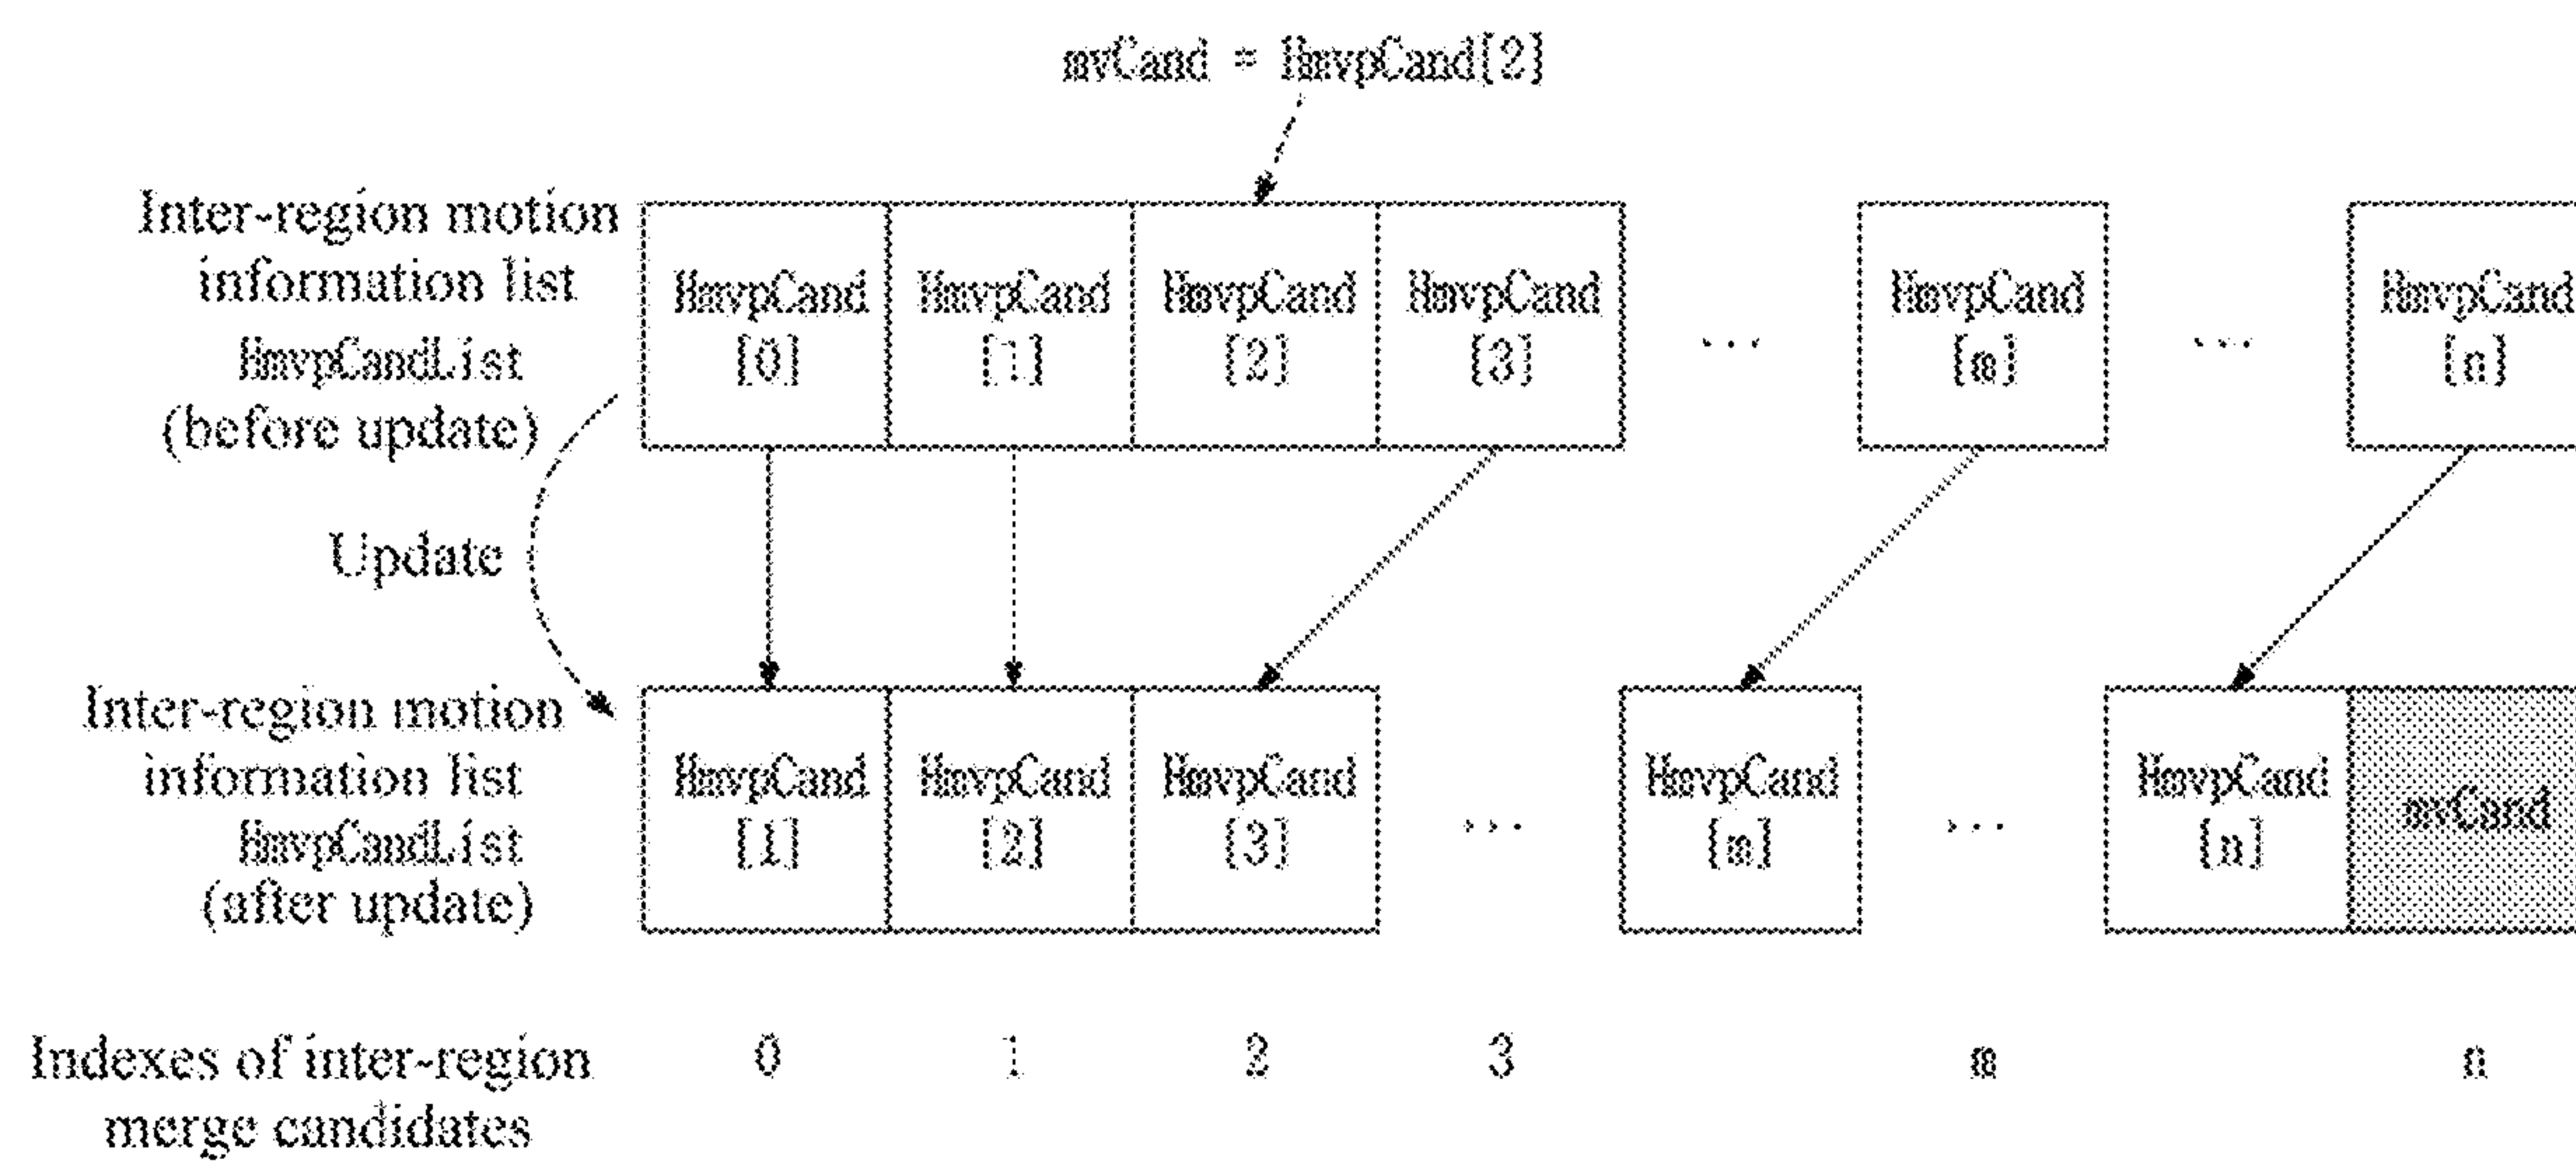 mvCand = HmvpCand[2]
Inter-region motion
information list
HmvpCandList
(before update)
HmvpCand
[0]
HmvpCand
[1]
HmvpCand
[2]
HmvpCand
[3]
...
HmvpCand
[m]
...
HmvpCand
[n]
Update
Inter-region motion
information list
HmvpCandList
(after update)
HmvpCand
[1]
HmvpCand
[2]
HmvpCand
[3]
...
HmvpCand
[m]
...
HmvpCand
[n]
mvCand
Indexes of inter-region
merge candidates
0
1
2
3
m
n